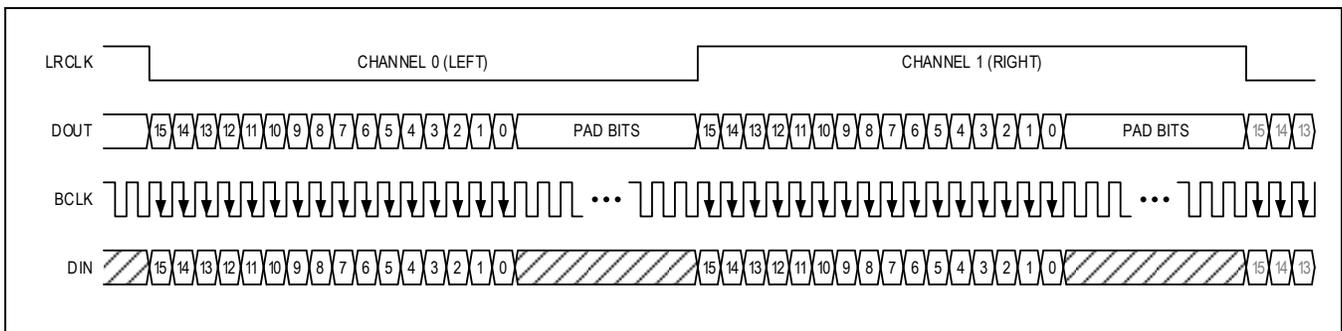 LRCLK CHANNEL 0 (LEFT) CHANNEL 1 (RIGHT)
DOUT 15 14 13 12 11 10 9 8 7 6 5 4 3 2 1 0 PAD BITS 15 14 13 12 11 10 9 8 7 6 5 4 3 2 1 0 PAD BITS 15 14 13
BCLK ••• •••
DIN 15 14 13 12 11 10 9 8 7 6 5 4 3 2 1 0 15 14 13 12 11 10 9 8 7 6 5 4 3 2 1 0 15 14 13